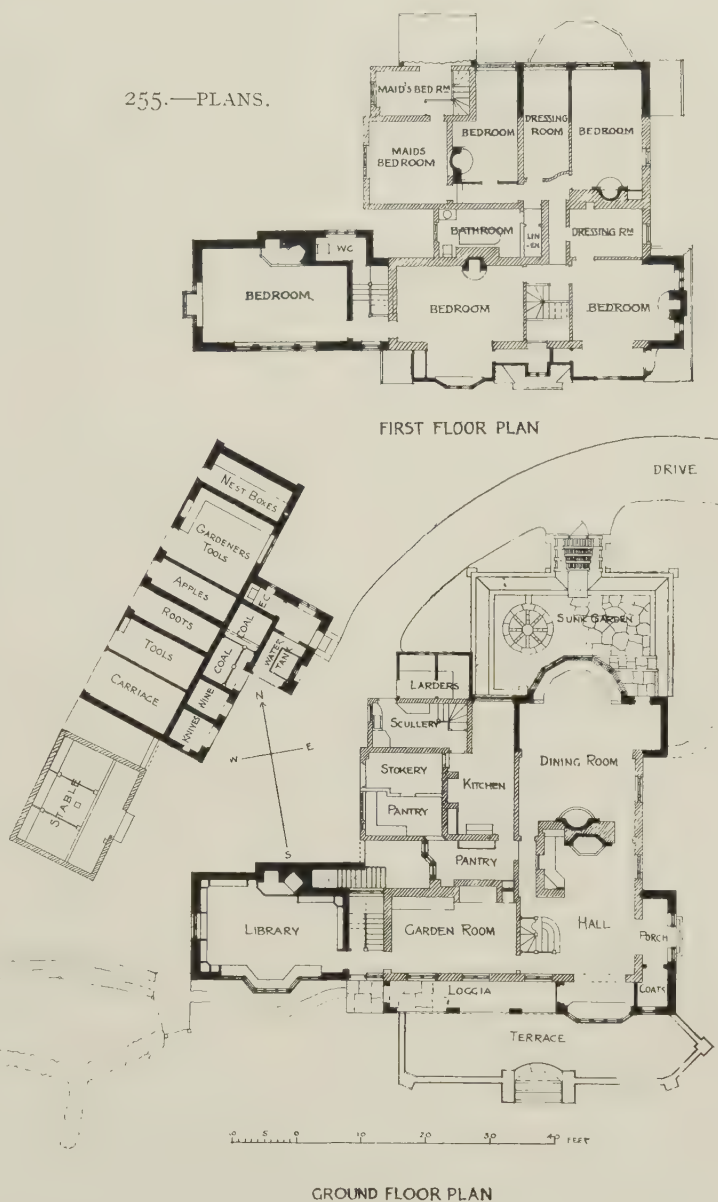 255.—PLANS.
MAID'S BED RM
BEDROOM
DRESSING
ROOM
BEDROOM
MAIDS
BEDROOM
BATHROOM
LIN
EN
DRESSING RM
WC
BEDROOM
BEDROOM
BEDROOM
FIRST FLOOR PLAN
DRIVE
NEST BOXES
GARDENERS
TOOLS
APPLES
ROOTS
TOOLS
CARRIAGE
E.C.
COAL
COAL
WATER
TANK
WINE
KNIVES
STABLE
N
W
E
S
SUNK GARDEN
LARDERS
SCULLERY
STOKERY
KITCHEN
DINING ROOM
PANTRY
PANTRY
LIBRARY
GARDEN ROOM
HALL
PORCH
COATS
LOGGIA
TERRACE
10 5 0 10 20 30 40 FEET
GROUND FLOOR PLAN